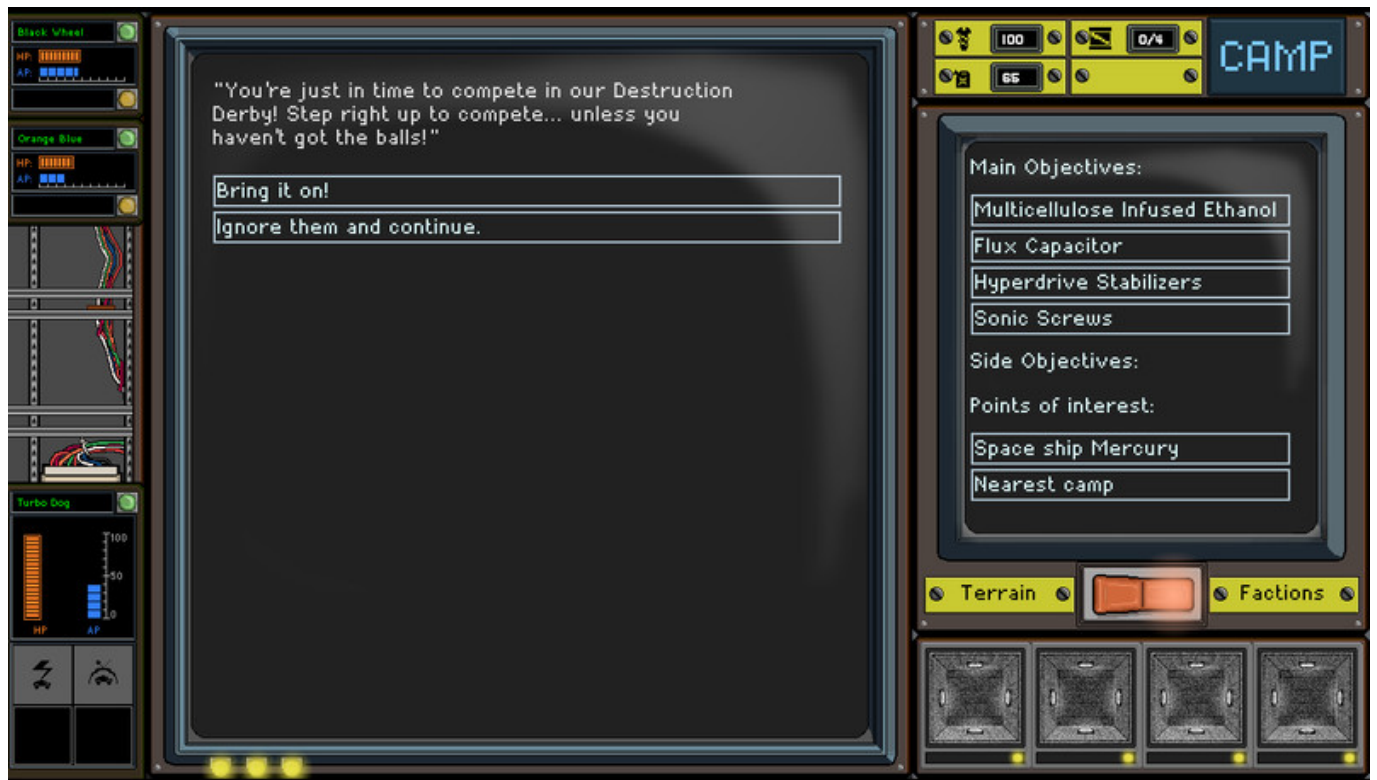 Black Wheel
HP:
AP:
Orange Blue
HP:
AP:
Turbo Dog
100
50
0
HP
AP
"You're just in time to compete in our Destruction
Derby! Step right up to compete... unless you
haven't got the balls!"
Bring it on!
Ignore them and continue.
100
0/4
65
CAMP
Main Objectives:
Multicellulose Infused Ethanol
Flux Capacitor
Hyperdrive Stabilizers
Sonic Screws
Side Objectives:
Points of interest:
Space ship Mercury
Nearest camp
Terrain
Factions